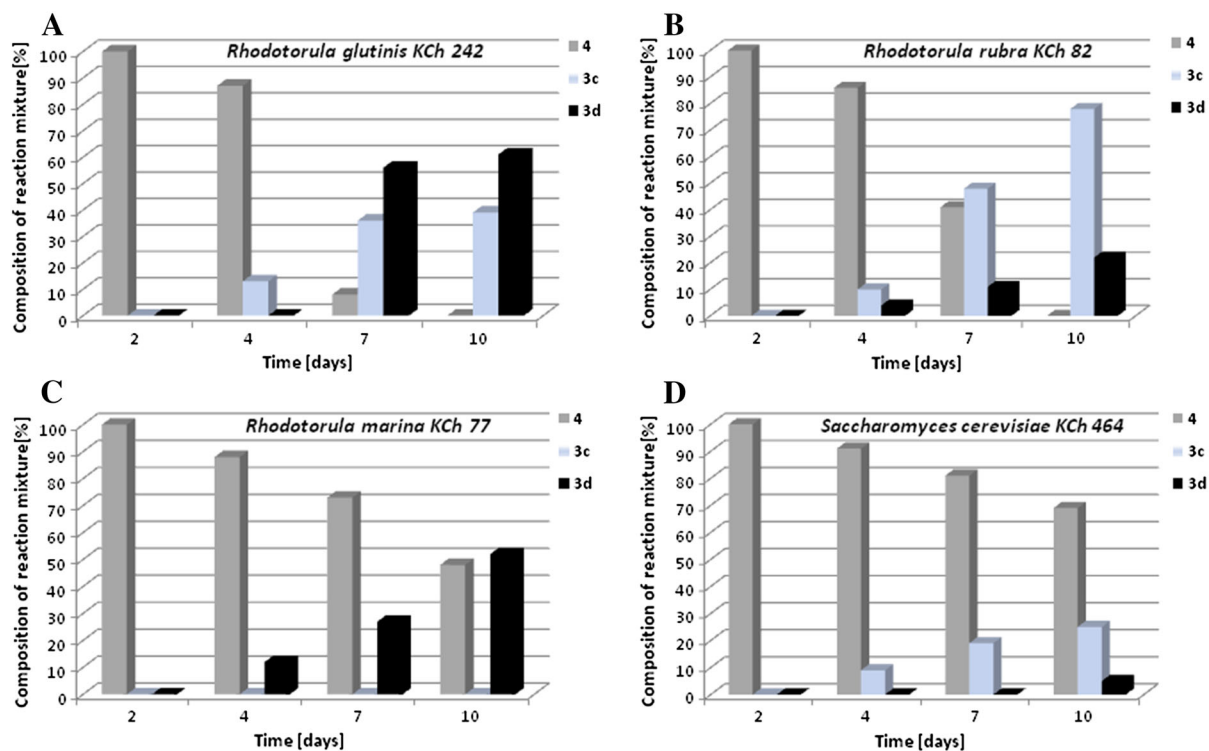 A
Rhodotorula glutinis KCh 242
Composition of reaction mixture[%]
100
90
80
70
60
50
40
30
20
10
0
2 4 7 10
Time [days]
4
3c
3d
B
Rhodotorula rubra KCh 82
Composition of reaction mixture[%]
100
90
80
70
60
50
40
30
20
10
0
2 4 7 10
Time [days]
4
3c
3d
C
Rhodotorula marina KCh 77
Composition of reaction mixture[%]
100
90
80
70
60
50
40
30
20
10
0
2 4 7 10
Time [days]
4
3c
3d
D
Saccharomyces cerevisiae KCh 464
Composition of reaction mixture[%]
100
90
80
70
60
50
40
30
20
10
0
2 4 7 10
Time [days]
4
3c
3d